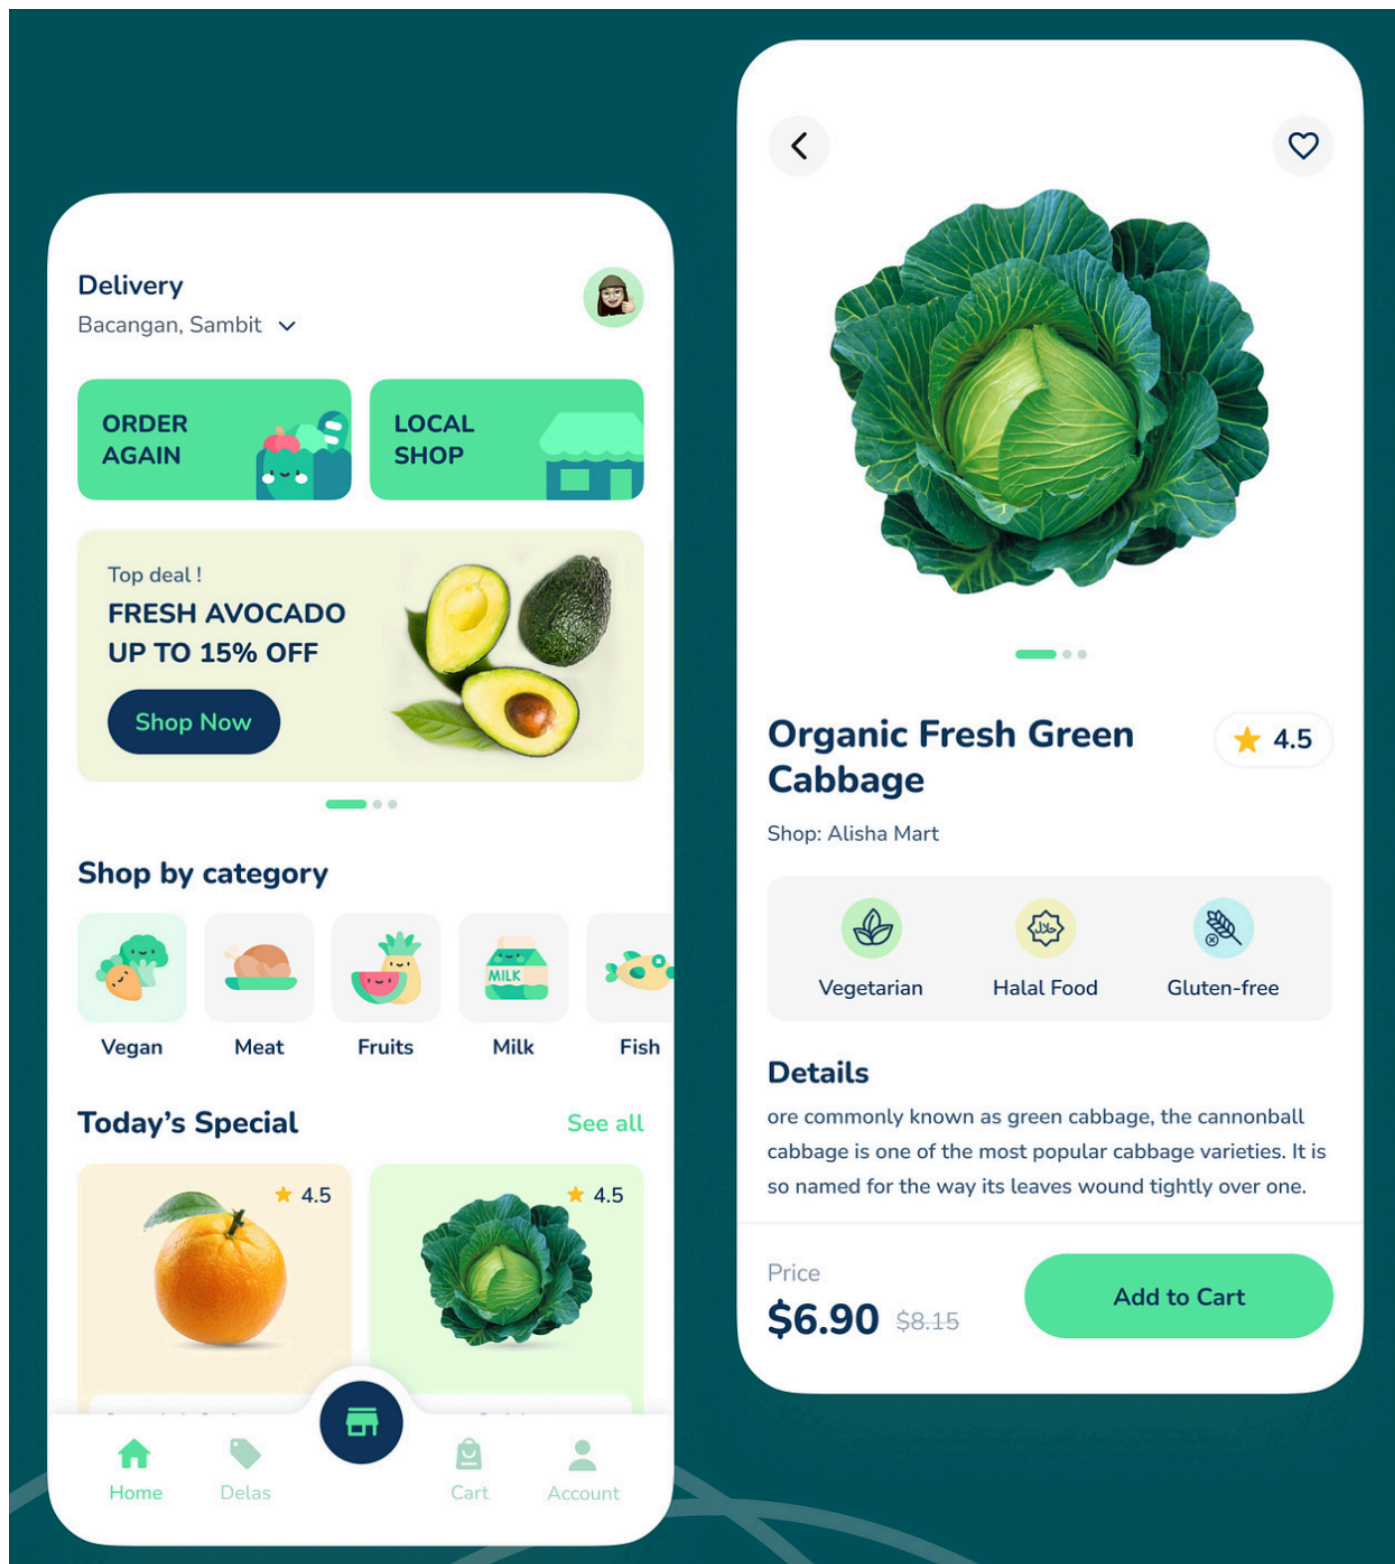 Delivery
Bacangan, Sambit
ORDER
AGAIN
LOCAL
SHOP
Top deal !
FRESH AVOCADO
UP TO 15% OFF
Shop Now
Shop by category
MILK
Vegan
Meat
Fruits
Milk
Fish
Today's Special
See all
4.5
4.5
Home
Delas
Cart
Account
Organic Fresh Green
Cabbage
4.5
Shop: Alisha Mart
حلال
Vegetarian
Halal Food
Gluten-free
Details
ore commonly known as green cabbage, the cannonball
cabbage is one of the most popular cabbage varieties. It is
so named for the way its leaves wound tightly over one.
Price
$6.90 $8.15
Add to Cart